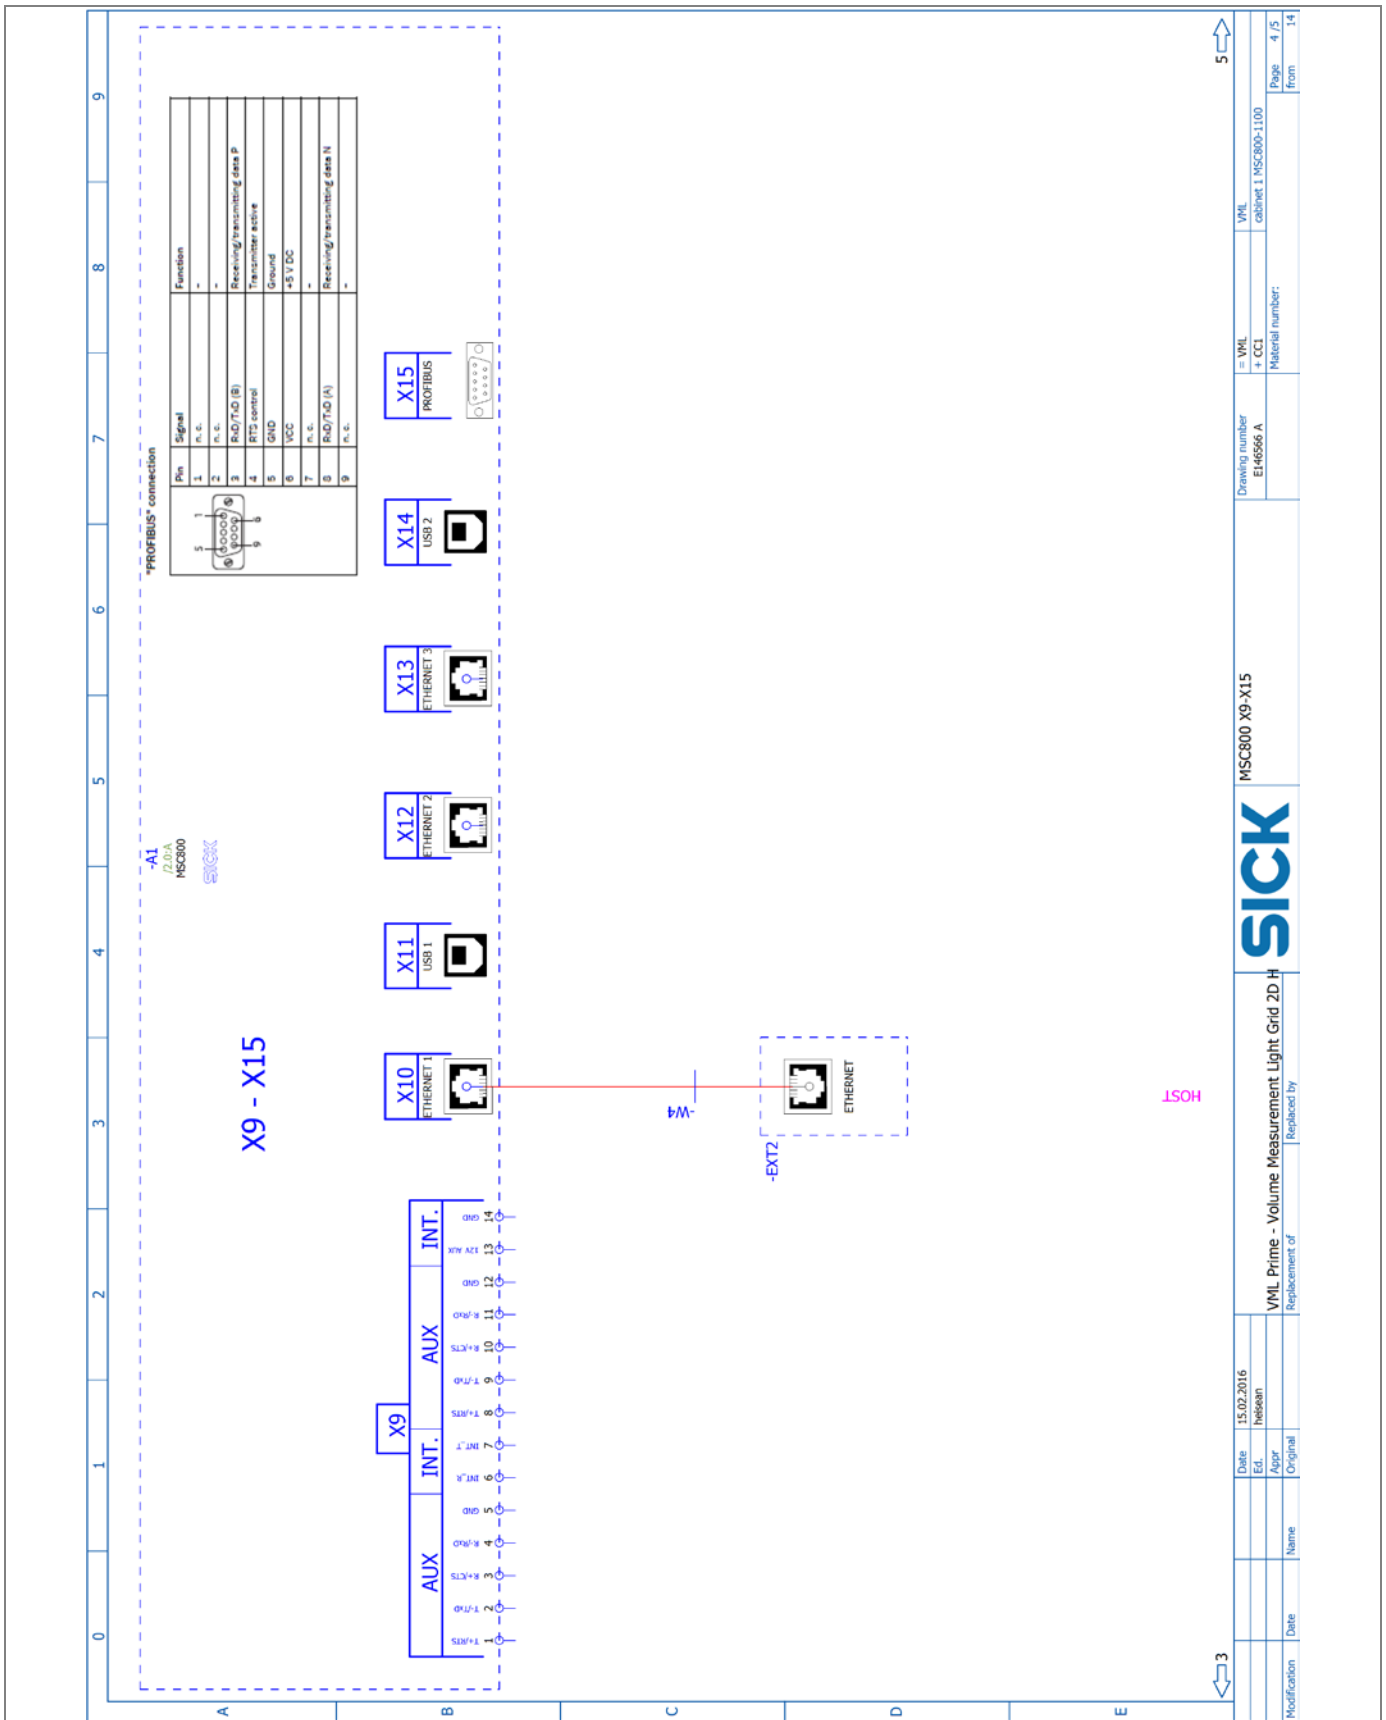 0 1 2 3 4 5 6 7 8 9
A
B
C
D
E
-A1
/2.0:A
MSC800
SICK
X9 - X15
"PROFIBUS" connection
5 1
9 6
Pin Signal Function
1 n. c. -
2 n. c. -
3 RxD/TxD (B) Receiving/transmitting data P
4 RTS control Transmitter active
5 GND Ground
6 VCC +5 V DC
7 n. c. -
8 RxD/TxD (A) Receiving/transmitting data N
9 n. c. -
X9
AUX INT. AUX INT.
T+/RTS T-/TxD R+/CTS R-/RxD GND INT_R INT_T T+/RTS T-/TxD R+/CTS R-/RxD GND 12V AUX GND
1 2 3 4 5 6 7 8 9 10 11 12 13 14
X10
ETHERNET 1
X11
USB 1
X12
ETHERNET 2
X13
ETHERNET 3
X14
USB 2
X15
PROFIBUS
-W4
-EXT2
ETHERNET
HOST
3
5
Modification Date Name Original
Date 15.02.2016
Ed. heisean
Appr
VML Prime - Volume Measurement Light Grid 2D H
Replacement of Replaced by
SICK
MSC800 X9-X15
Drawing number
E146566 A
= VML VML
+ CC1 cabinet 1 MSC800-1100
Material number:
Page 4 /5
from 14